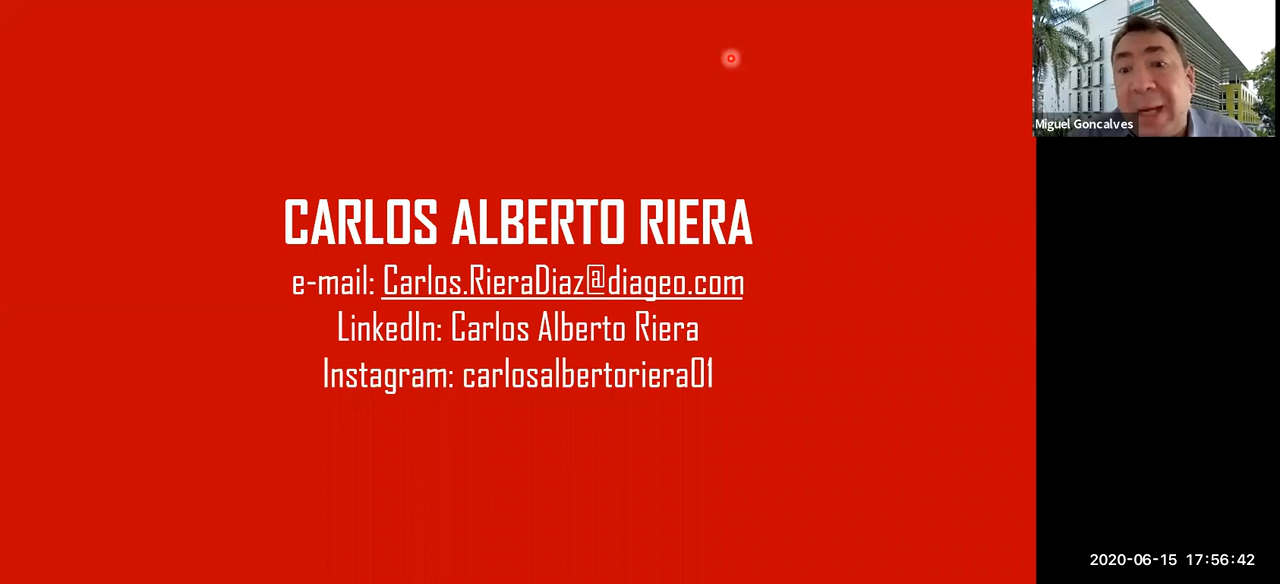 CARLOS ALBERTO RIERA
e-mail: Carlos.RieraDiaz@diageo.com
LinkedIn: Carlos Alberto Riera
Instagram: carlosalbertoriera01
Miguel Goncalves
2020-06-15 17:56:42